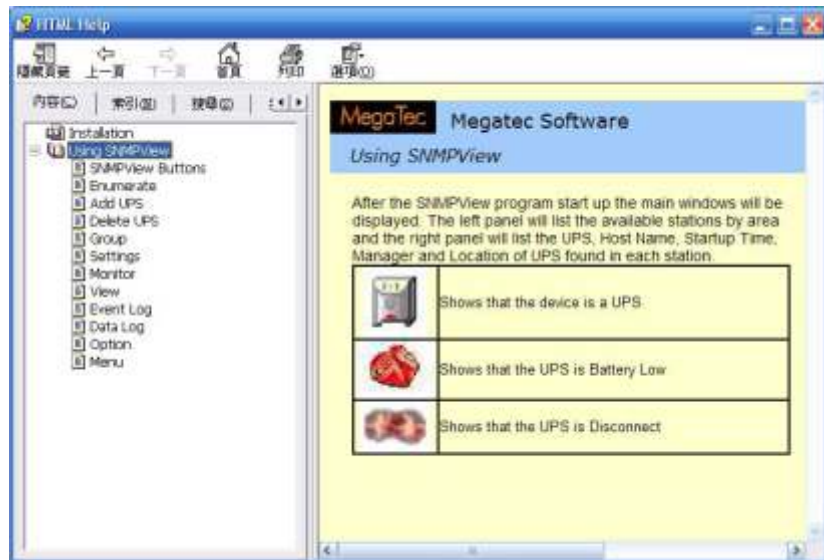 HTML Help
隱藏頁籤 上一頁 下一頁 首頁 列印 選項(O)
內容(C) 索引(N) 搜尋(S)
Installation
Using SNMPView
SNMPView Buttons
Enumerate
Add UPS
Delete UPS
Group
Settings
Monitor
View
Event Log
Data Log
Option
Menu
MegaTec Megatec Software
Using SNMPView
After the SNMPView program start up the main windows will be
displayed. The left panel will list the available stations by area
and the right panel will list the UPS, Host Name, Startup Time,
Manager and Location of UPS found in each station.
Shows that the device is a UPS
Shows that the UPS is Battery Low
Shows that the UPS is Disconnect